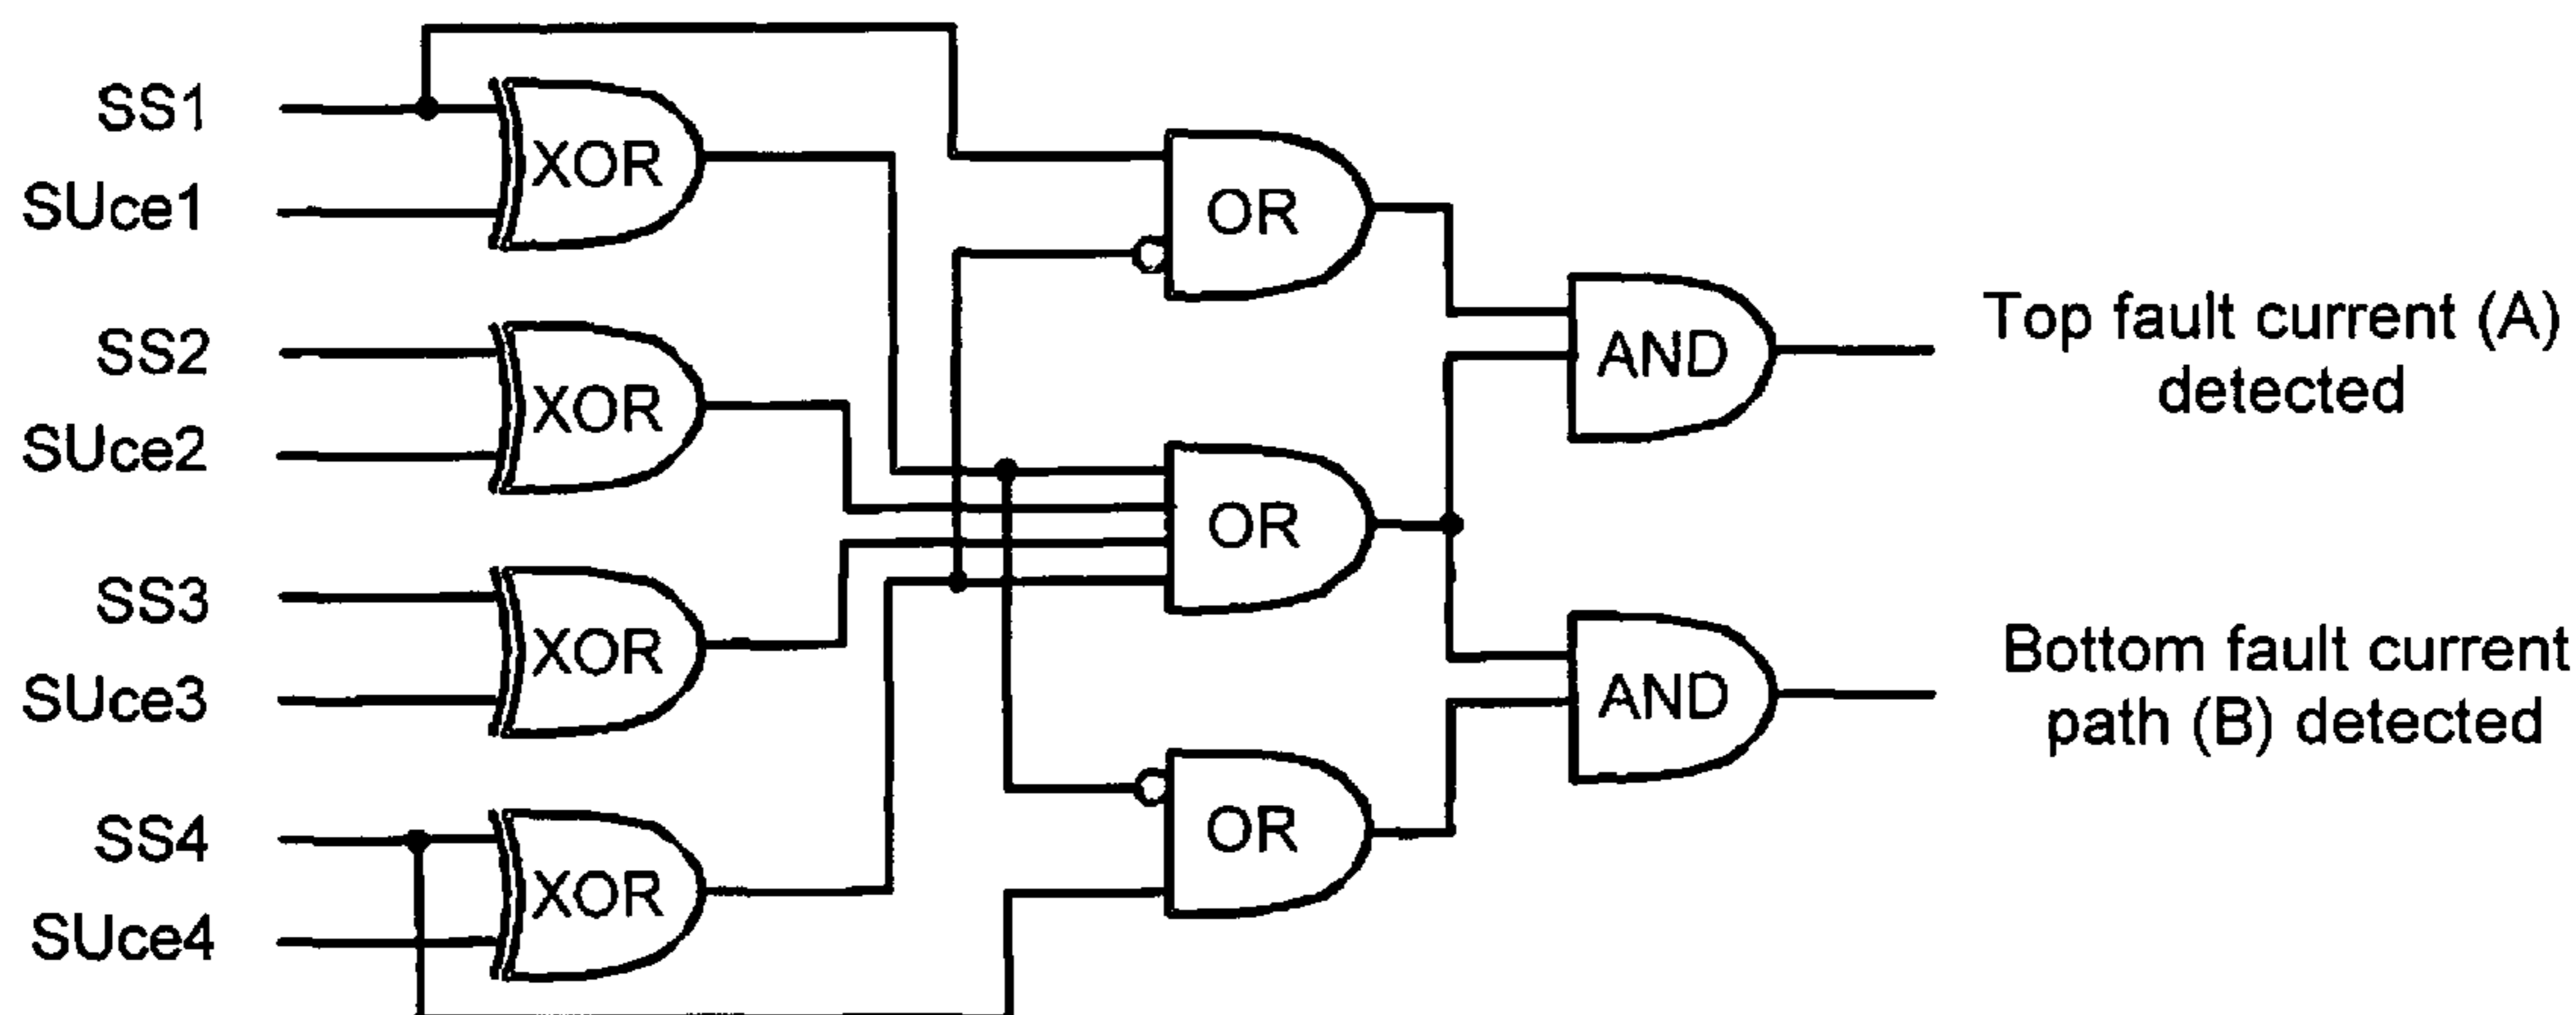 SS1
XOR
SUce1
OR
SS2
XOR
SUce2
AND
Top fault current (A)
detected
OR
SS3
XOR
SUce3
AND
Bottom fault current
path (B) detected
SS4
XOR
SUce4
OR